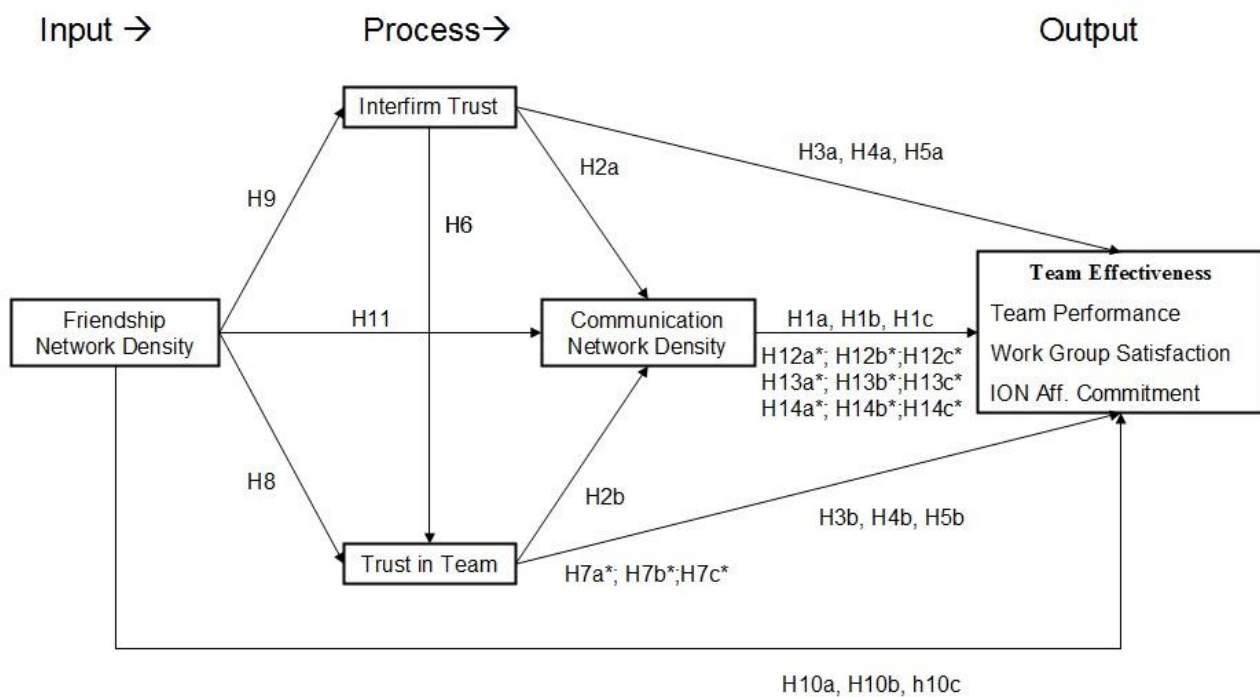 Input →
Process→
Output
Interfirm Trust
H3a, H4a, H5a
H2a
H9
H6
Team Effectiveness
Team Performance
Work Group Satisfaction
ION Aff. Commitment
Friendship
Network Density
H11
Communication
Network Density
H1a, H1b, H1c
H12a*; H12b*;H12c*
H13a*; H13b*;H13c*
H14a*; H14b*;H14c*
H8
H2b
H3b, H4b, H5b
Trust in Team
H7a*; H7b*;H7c*
H10a, H10b, h10c